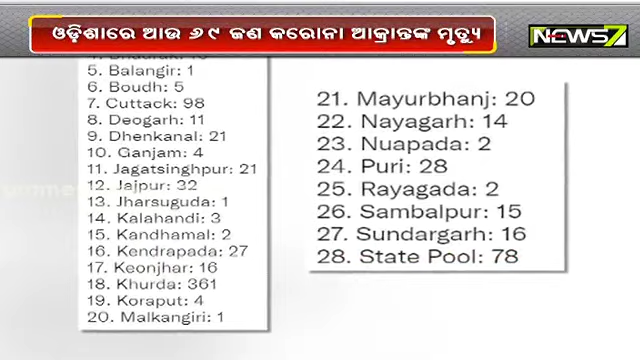 ଓଡ଼ିଶାରେ ଆଉ ୬୯ ଜଣ କରୋନା ଆକ୍ରାନ୍ତଙ୍କ ମୃତ୍ୟୁ
NEWS7
5. Balangir: 1
6. Boudh: 5
7. Cuttack: 98
8. Deogarh: 11
9. Dhenkanal: 21
10. Ganjam: 4
11. Jagatsinghpur: 21
12. Jajpur: 32
13. Jharsuguda: 1
14. Kalahandi: 3
15. Kandhamal: 2
16. Kendrapada: 27
17. Keonjhar: 16
18. Khurda: 361
19. Koraput: 4
20. Malkangiri: 1
21. Mayurbhanj: 20
22. Nayagarh: 14
23. Nuapada: 2
24. Puri: 28
25. Rayagada: 2
26. Sambalpur: 15
27. Sundargarh: 16
28. State Pool: 78